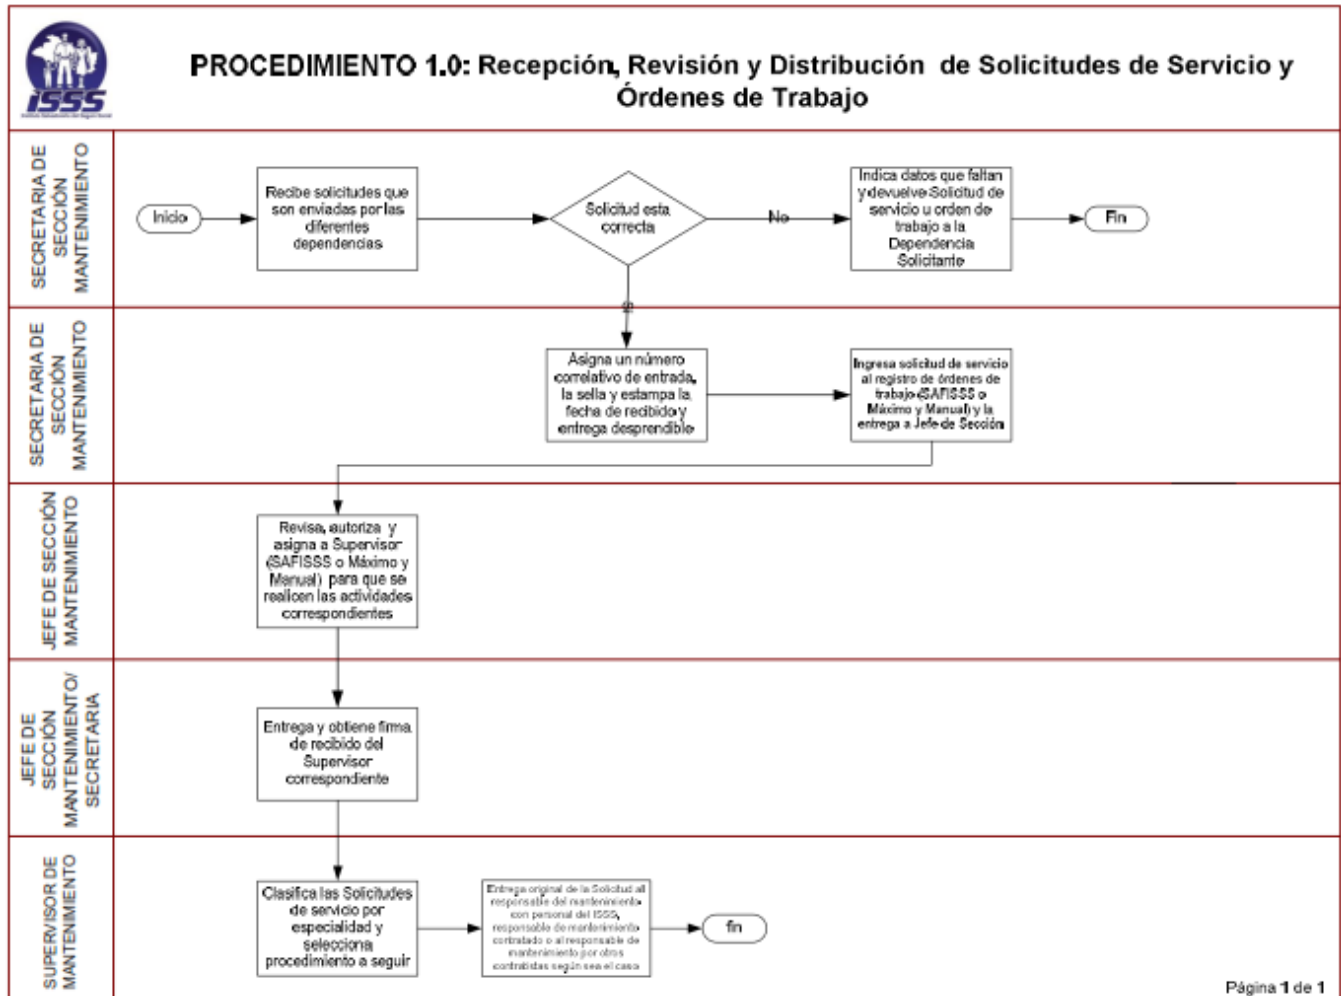 PROCEDIMIENTO 1.0: Recepción, Revisión y Distribución de Solicitudes de Servicio y
Órdenes de Trabajo
ISSS
Instituto Salvadoreño del Seguro Social
SECRETARIA DE
SECCIÓN
MANTENIMIENTO
Inicio
Recibe solicitudes que
son enviadas por las
diferentes
dependencias
Solicitud esta
correcta
No
Indica datos que faltan
y devuelve Solicitud de
servicio u orden de
trabajo a la
Dependencia
Solicitante
Fin
Si
SECRETARIA DE
SECCIÓN
MANTENIMIENTO
Asigna un número
correlativo de entrada,
la sella y estampa la
fecha de recibido y
entrega desprendible
Ingresa solicitud de servicio
al registro de órdenes de
trabajo (SAFISSS o
Máximo y Manual) y la
entrega a Jefe de Sección
JEFE DE SECCIÓN
MANTENIMIENTO
Revisa, autoriza y
asigna a Supervisor
(SAFISSS o Máximo y
Manual) para que se
realicen las actividades
correspondientes
JEFE DE
SECCIÓN
MANTENIMIENTO/
SECRETARIA
Entrega y obtiene firma
de recibido del
Supervisor
correspondiente
SUPERVISOR DE
MANTENIMIENTO
Clasifica las Solicitudes
de servicio por
especialidad y
selecciona
procedimiento a seguir
Entrega original de la Solicitud al
responsable del mantenimiento
con personal del ISSS,
responsable de mantenimiento
contratado o al responsable de
mantenimiento por otros
contratistas según sea el caso
fin
Página 1 de 1